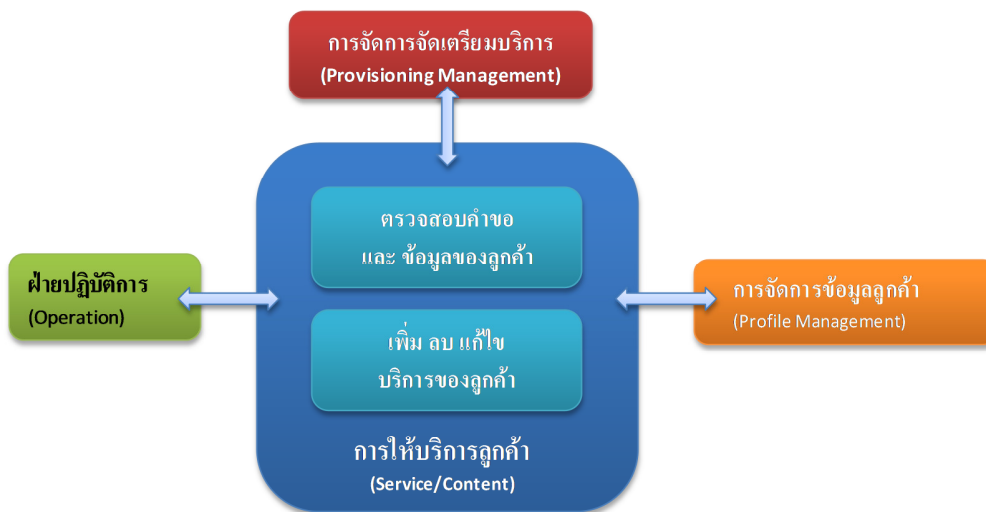 การจัดการจัดเตรียมบริการ
(Provisioning Management)
ตรวจสอบคำขอ
และ ข้อมูลของลูกค้า
ฝ่ายปฏิบัติการ
(Operation)
การจัดการข้อมูลลูกค้า
(Profile Management)
เพิ่ม ลบ แก้ไข
บริการของลูกค้า
การให้บริการลูกค้า
(Service/Content)